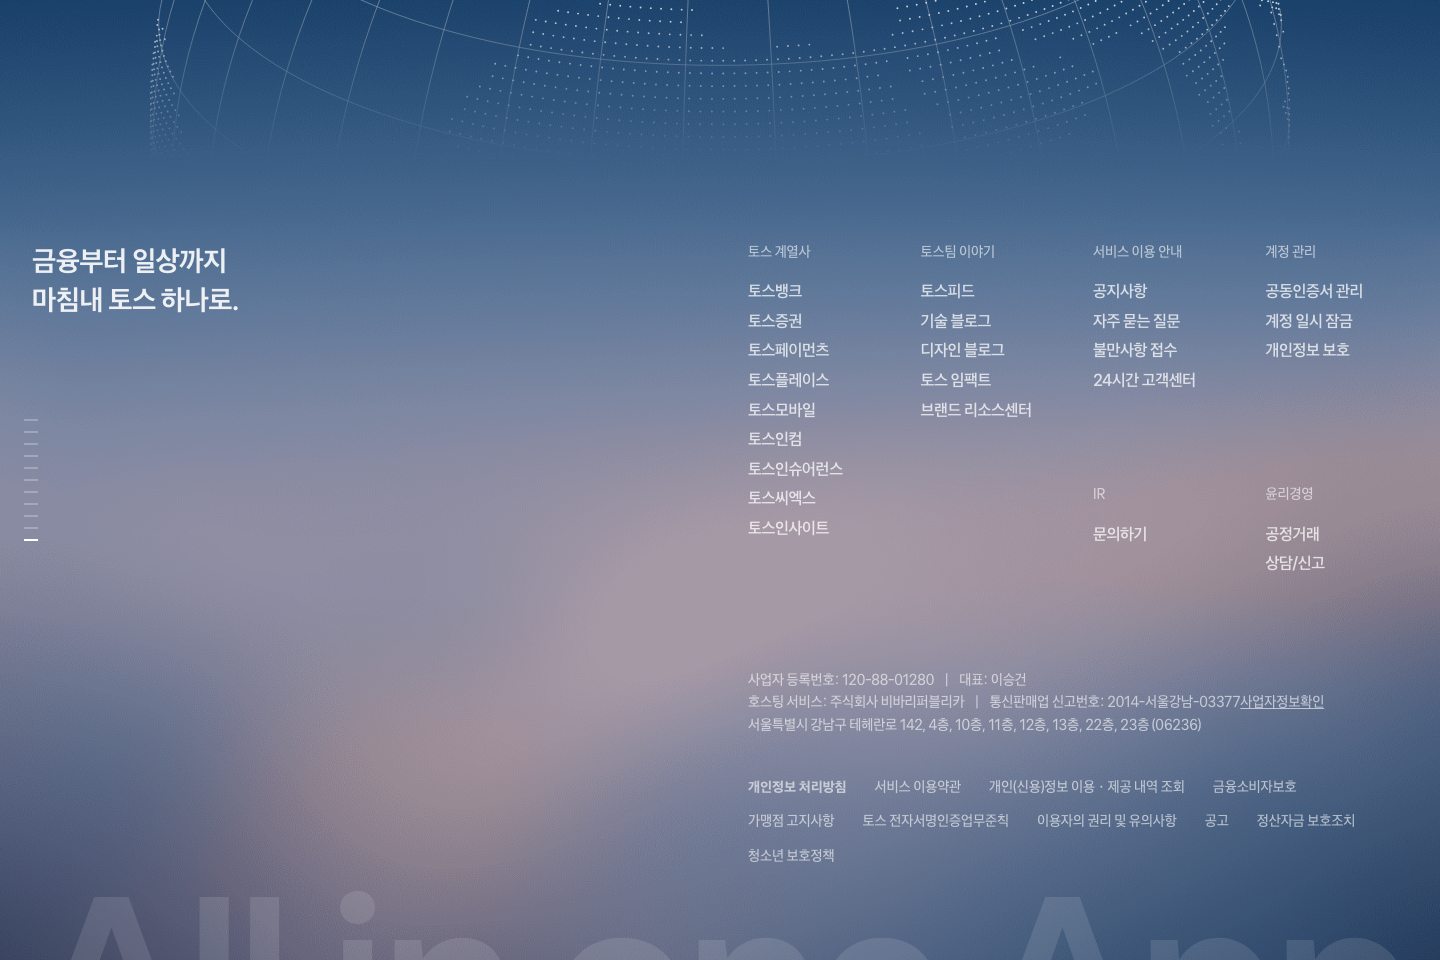 금융부터 일상까지
마침내 토스 하나로.
토스 계열사
토스뱅크
토스증권
토스페이먼츠
토스플레이스
토스모바일
토스인컴
토스인슈어런스
토스씨엑스
토스인사이트
토스팀 이야기
토스피드
기술 블로그
디자인 블로그
토스 임팩트
브랜드 리소스센터
서비스 이용 안내
공지사항
자주 묻는 질문
불만사항 접수
24시간 고객센터
계정 관리
공동인증서 관리
계정 일시 잠금
개인정보 보호
IR
문의하기
윤리경영
공정거래
상담/신고
사업자 등록번호: 120-88-01280 | 대표: 이승건
호스팅 서비스: 주식회사 비바리퍼블리카 | 통신판매업 신고번호: 2014-서울강남-03377사업자정보확인
서울특별시 강남구 테헤란로 142, 4층, 10층, 11층, 12층, 13층, 22층, 23층 (06236)
개인정보 처리방침 서비스 이용약관 개인(신용)정보 이용 · 제공 내역 조회 금융소비자보호
가맹점 고지사항 토스 전자서명인증업무준칙 이용자의 권리 및 유의사항 공고 정산자금 보호조치
청소년 보호정책
All in one App